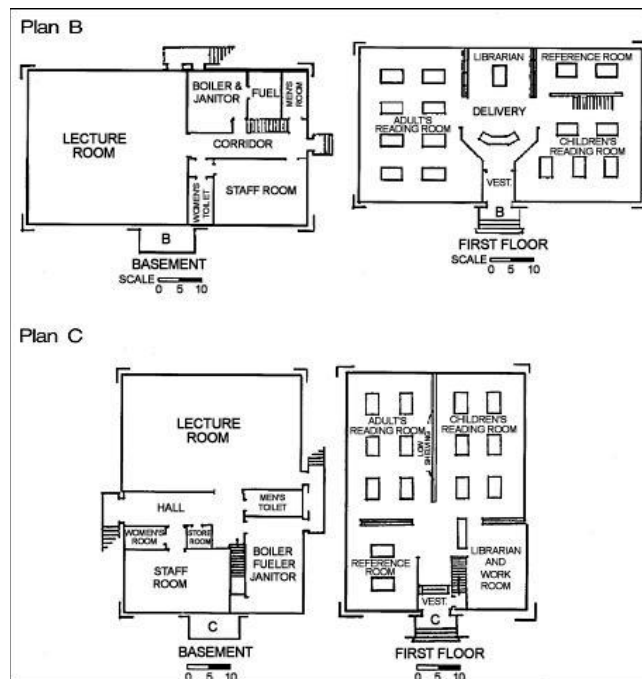 Plan B
BOILER &
JANITOR
FUEL
MEN'S
ROOM
LECTURE
ROOM
CORRIDOR
WOMEN'S
TOILET
STAFF ROOM
B
BASEMENT
SCALE
0 5 10
LIBRARIAN
REFERENCE ROOM
DELIVERY
ADULT'S
READING ROOM
CHILDREN'S
READING ROOM
VEST.
B
FIRST FLOOR
SCALE
0 5 10
Plan C
LECTURE
ROOM
MEN'S
TOILET
HALL
WOMEN'S
ROOM
STORE
ROOM
STAFF
ROOM
BOILER
FUELER
JANITOR
C
BASEMENT
0 5 10
ADULT'S
READING ROOM
LOW
SHELVING
CHILDREN'S
READING ROOM
REFERENCE
ROOM
LIBRARIAN
AND
WORK
ROOM
VEST.
C
FIRST FLOOR
0 5 10